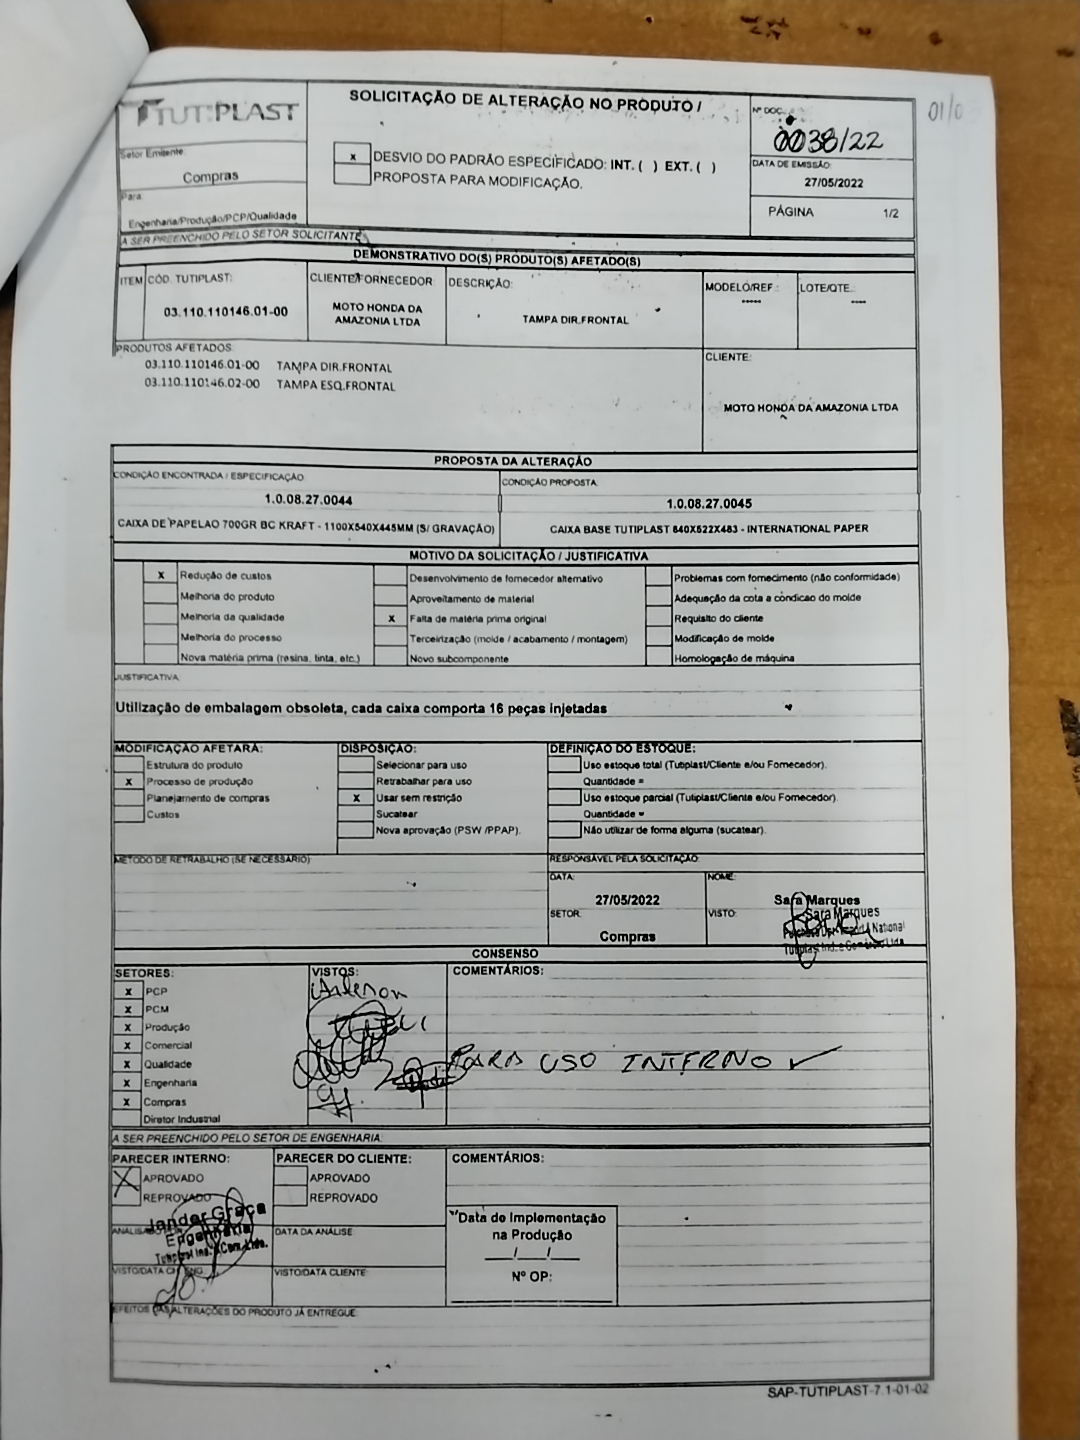 TUTIPLAST
SOLICITAÇÃO DE ALTERAÇÃO NO PRODUTO /
x DESVIO DO PADRÃO ESPECIFICADO: INT. ( ) EXT. ( )
PROPOSTA PARA MODIFICAÇÃO.
Nº DOC.
0038/22
01/0
Setor Emitente:
Compras
DATA DE EMISSÃO:
27/05/2022
Para
Engenharia/Produção/PCP/Qualidade
PÁGINA 1/2
A SER PREENCHIDO PELO SETOR SOLICITANTE
DEMONSTRATIVO DO(S) PRODUTO(S) AFETADO(S)
ITEM CÓD. TUTIPLAST: CLIENTE/FORNECEDOR DESCRIÇÃO: MODELO/REF.: LOTE/QTE.:
03.110.110146.01-00 MOTO HONDA DA AMAZONIA LTDA TAMPA DIR.FRONTAL ----- ----
PRODUTOS AFETADOS
03.110.110146.01-00 TAMPA DIR.FRONTAL
03.110.110146.02-00 TAMPA ESQ.FRONTAL
CLIENTE:
MOTO HONDA DA AMAZONIA LTDA
PROPOSTA DA ALTERAÇÃO
CONDIÇÃO ENCONTRADA / ESPECIFICAÇÃO CONDIÇÃO PROPOSTA
1.0.08.27.0044 1.0.08.27.0045
CAIXA DE PAPELAO 700GR BC KRAFT - 1100X640X445MM (S/ GRAVAÇÃO) CAIXA BASE TUTIPLAST 640X522X483 - INTERNATIONAL PAPER
MOTIVO DA SOLICITAÇÃO / JUSTIFICATIVA
x Redução de custos Desenvolvimento de fornecedor alternativo Problemas com fornecimento (não conformidade)
Melhoria do produto Aproveitamento de material Adequação da cota a condicao do molde
Melhoria da qualidade x Falta de matéria prima original Requisito do cliente
Melhoria do processo Terceirização (molde / acabamento / montagem) Modificação de molde
Nova matéria prima (resina, tinta, etc.) Novo subcomponente Homologação de máquina
JUSTIFICATIVA
Utilização de embalagem obsoleta, cada caixa comporta 16 peças injetadas
MODIFICAÇÃO AFETARÁ: DISPOSIÇÃO: DEFINIÇÃO DO ESTOQUE:
Estrutura do produto Selecionar para uso Uso estoque total (Tutiplast/Cliente e/ou Fornecedor).
x Processo de produção Retrabalhar para uso Quantidade =
Planejamento de compras x Usar sem restrição Uso estoque parcial (Tutiplast/Cliente e/ou Fornecedor).
Custos Sucatear Quantidade =
Nova aprovação (PSW /PPAP). Não utilizar de forma alguma (sucatear).
METODO DE RETRABALHO (SE NECESSÁRIO) RESPONSÁVEL PELA SOLICITAÇÃO
DATA: NOME:
27/05/2022 Sara Marques
SETOR: VISTO: Sara Marques
National
Compras Tutiplast Ind. e Comércio Ltda
CONSENSO
SETORES: VISTOS: COMENTÁRIOS:
x PCP
x PCM
x Produção
x Comercial
x Qualidade PARA USO INTERNO ✓
x Engenharia
x Compras
Diretor Industrial
A SER PREENCHIDO PELO SETOR DE ENGENHARIA
PARECER INTERNO: PARECER DO CLIENTE: COMENTÁRIOS:
X APROVADO APROVADO
REPROVADO REPROVADO
Jander Graça
Engenharia
Tutiplast Ind. e Com. Ltda.
DATA DA ANÁLISE
"Data de Implementação
na Produção
__/__/__
Nº OP:
VISTO/DATA CLIENTE
EFEITOS DAS ALTERAÇÕES DO PRODUTO JÁ ENTREGUE:
SAP-TUTIPLAST-7.1-01-02